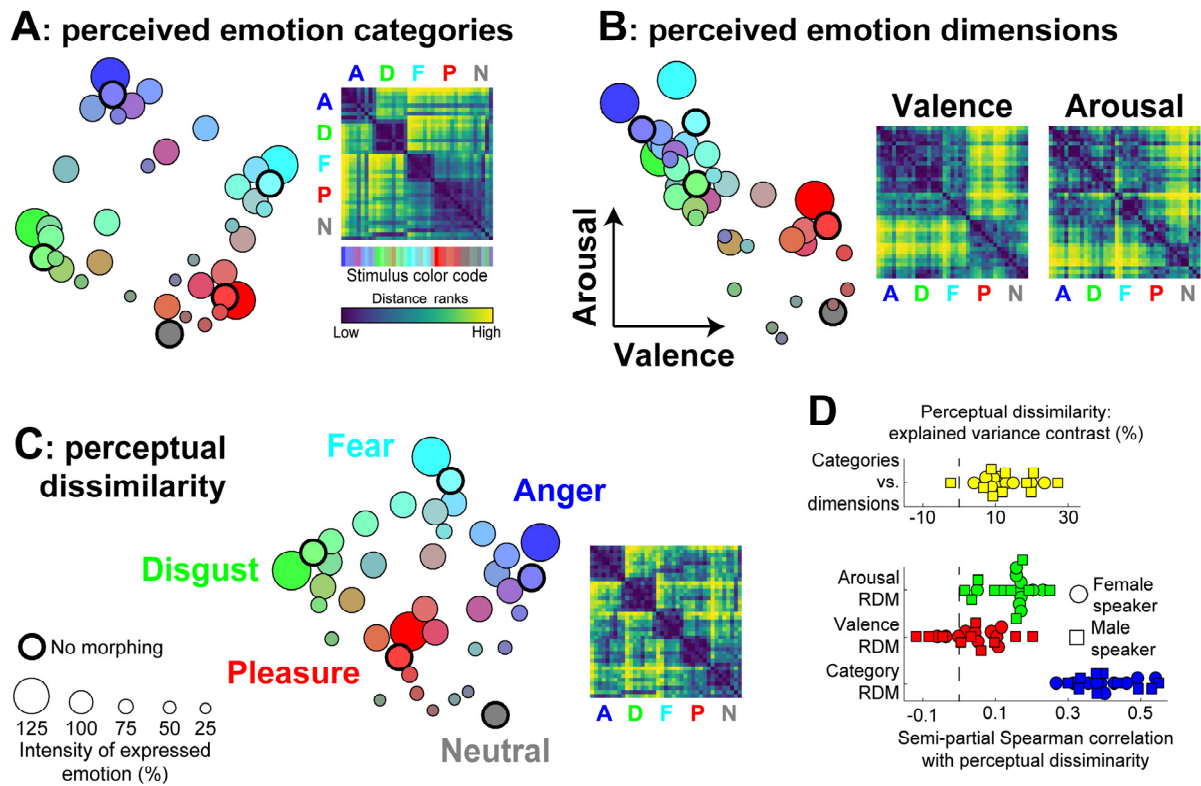 A: perceived emotion categories
A D F P N
A
D
F
P
N
Stimulus color code
Distance ranks
Low High
B: perceived emotion dimensions
Valence Arousal
Arousal
Valence
A D F P N
A D F P N
C: perceptual
dissimilarity
Fear
Anger
Disgust
Pleasure
Neutral
No morphing
125 100 75 50 25
Intensity of expressed
emotion (%)
A D F P N
D
Perceptual dissimilarity:
explained variance contrast (%)
Categories
vs.
dimensions
-10 10 30
Arousal
RDM
Valence
RDM
Category
RDM
Female
speaker
Male
speaker
-0.1 0.1 0.3 0.5
Semi-partial Spearman correlation
with perceptual dissiminarity